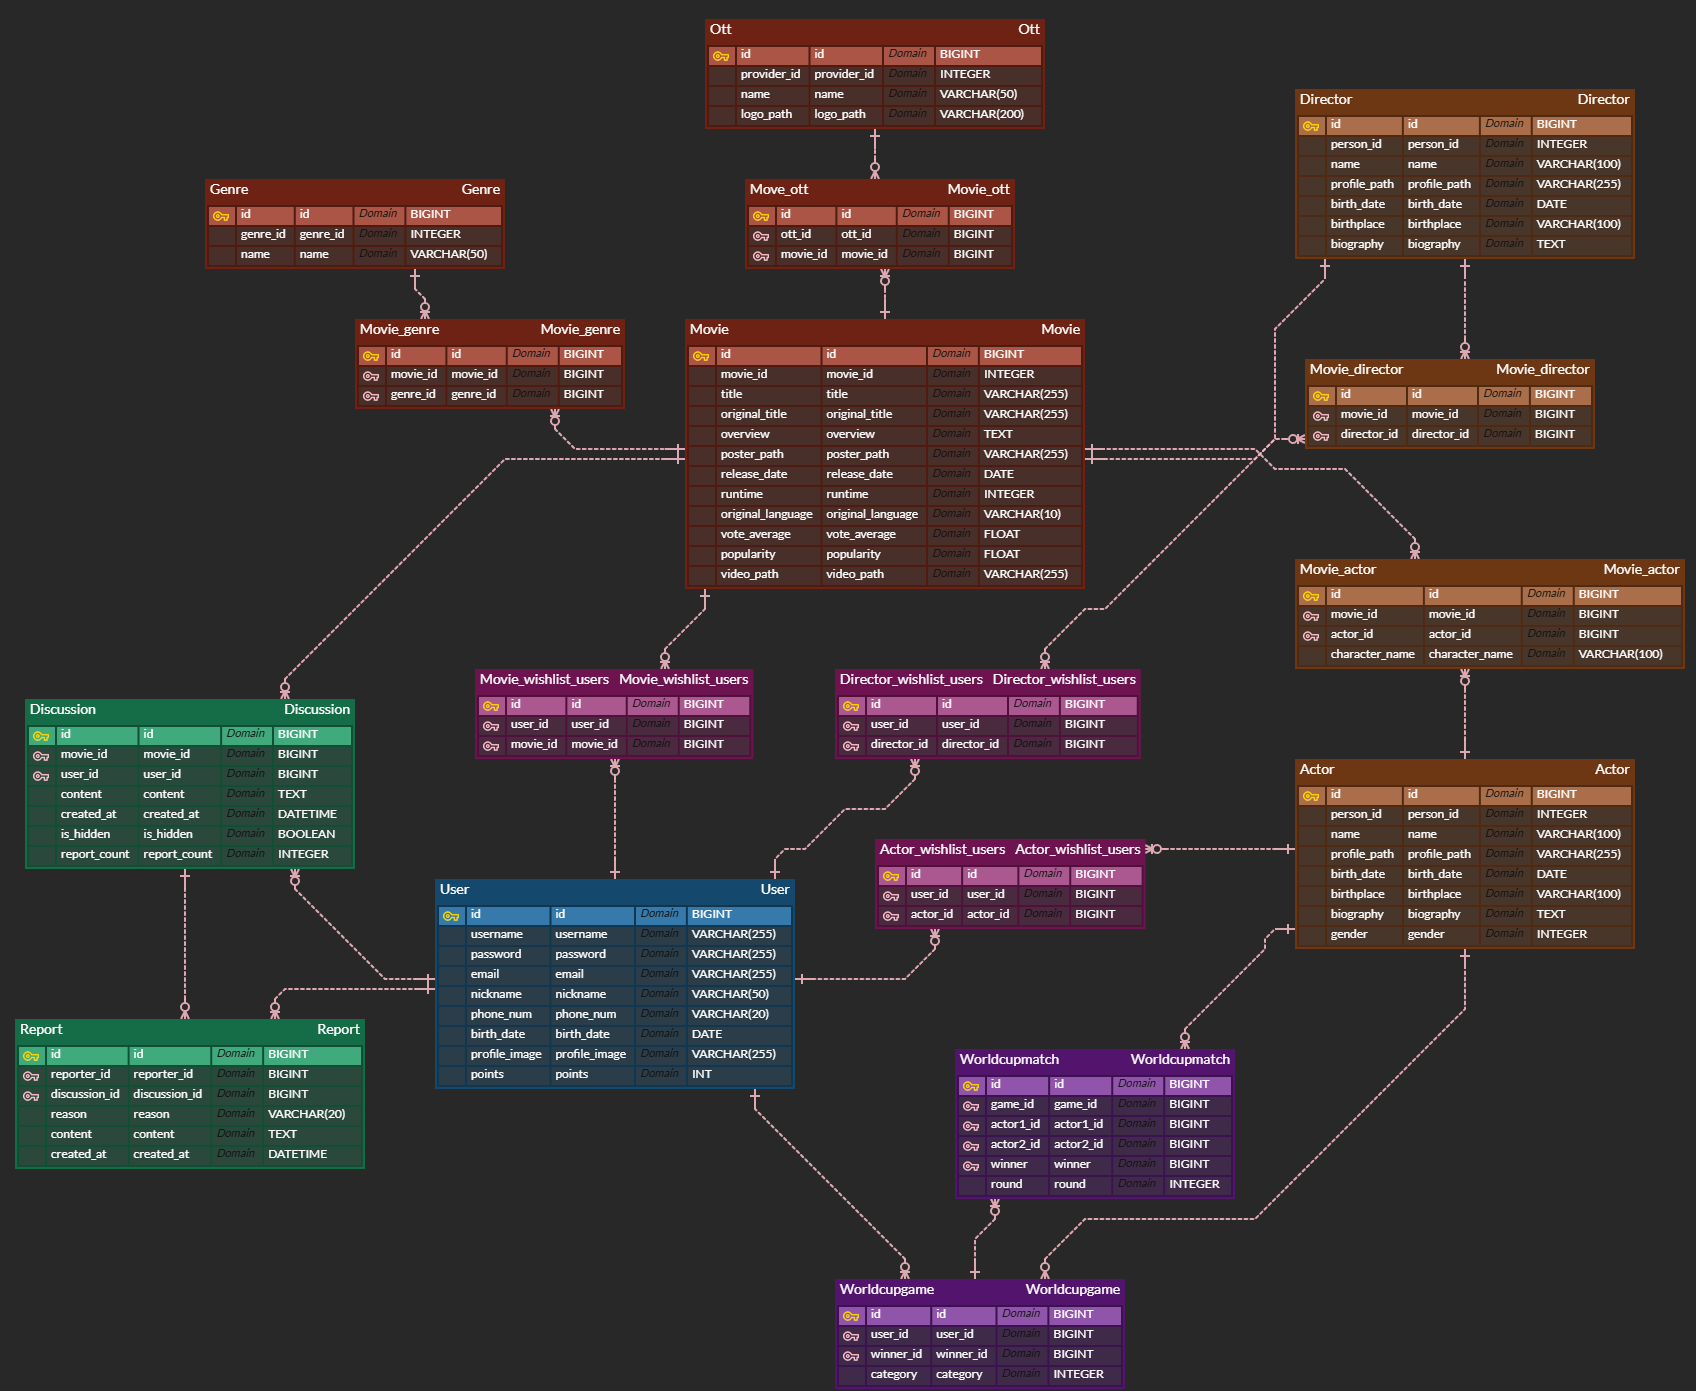 Ott Ott
id id Domain BIGINT
provider_id provider_id Domain INTEGER
name name Domain VARCHAR(50)
logo_path logo_path Domain VARCHAR(200)
Director Director
id id Domain BIGINT
person_id person_id Domain INTEGER
name name Domain VARCHAR(100)
profile_path profile_path Domain VARCHAR(255)
birth_date birth_date Domain DATE
birthplace birthplace Domain VARCHAR(100)
biography biography Domain TEXT
Genre Genre
id id Domain BIGINT
genre_id genre_id Domain INTEGER
name name Domain VARCHAR(50)
Move_ott Movie_ott
id id Domain BIGINT
ott_id ott_id Domain BIGINT
movie_id movie_id Domain BIGINT
Movie_genre Movie_genre
id id Domain BIGINT
movie_id movie_id Domain BIGINT
genre_id genre_id Domain BIGINT
Movie Movie
id id Domain BIGINT
movie_id movie_id Domain INTEGER
title title Domain VARCHAR(255)
original_title original_title Domain VARCHAR(255)
overview overview Domain TEXT
poster_path poster_path Domain VARCHAR(255)
release_date release_date Domain DATE
runtime runtime Domain INTEGER
original_language original_language Domain VARCHAR(10)
vote_average vote_average Domain FLOAT
popularity popularity Domain FLOAT
video_path video_path Domain VARCHAR(255)
Movie_director Movie_director
id id Domain BIGINT
movie_id movie_id Domain BIGINT
director_id director_id Domain BIGINT
Movie_actor Movie_actor
id id Domain BIGINT
movie_id movie_id Domain BIGINT
actor_id actor_id Domain BIGINT
character_name character_name Domain VARCHAR(100)
Movie_wishlist_users Movie_wishlist_users
id id Domain BIGINT
user_id user_id Domain BIGINT
movie_id movie_id Domain BIGINT
Director_wishlist_users Director_wishlist_users
id id Domain BIGINT
user_id user_id Domain BIGINT
director_id director_id Domain BIGINT
Discussion Discussion
id id Domain BIGINT
movie_id movie_id Domain BIGINT
user_id user_id Domain BIGINT
content content Domain TEXT
created_at created_at Domain DATETIME
is_hidden is_hidden Domain BOOLEAN
report_count report_count Domain INTEGER
Actor Actor
id id Domain BIGINT
person_id person_id Domain INTEGER
name name Domain VARCHAR(100)
profile_path profile_path Domain VARCHAR(255)
birth_date birth_date Domain DATE
birthplace birthplace Domain VARCHAR(100)
biography biography Domain TEXT
gender gender Domain INTEGER
Actor_wishlist_users Actor_wishlist_users
id id Domain BIGINT
user_id user_id Domain BIGINT
actor_id actor_id Domain BIGINT
User User
id id Domain BIGINT
username username Domain VARCHAR(255)
password password Domain VARCHAR(255)
email email Domain VARCHAR(255)
nickname nickname Domain VARCHAR(50)
phone_num phone_num Domain VARCHAR(20)
birth_date birth_date Domain DATE
profile_image profile_image Domain VARCHAR(255)
points points Domain INT
Report Report
id id Domain BIGINT
reporter_id reporter_id Domain BIGINT
discussion_id discussion_id Domain BIGINT
reason reason Domain VARCHAR(20)
content content Domain TEXT
created_at created_at Domain DATETIME
Worldcupmatch Worldcupmatch
id id Domain BIGINT
game_id game_id Domain BIGINT
actor1_id actor1_id Domain BIGINT
actor2_id actor2_id Domain BIGINT
winner winner Domain BIGINT
round round Domain INTEGER
Worldcupgame Worldcupgame
id id Domain BIGINT
user_id user_id Domain BIGINT
winner_id winner_id Domain BIGINT
category category Domain INTEGER